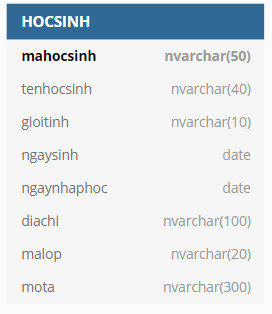 HOCSINH
mahocsinh nvarchar(50)
tenhocsinh nvarchar(40)
gioitinh nvarchar(10)
ngaysinh date
ngaynhaphoc date
diachi nvarchar(100)
malop nvarchar(20)
mota nvarchar(300)